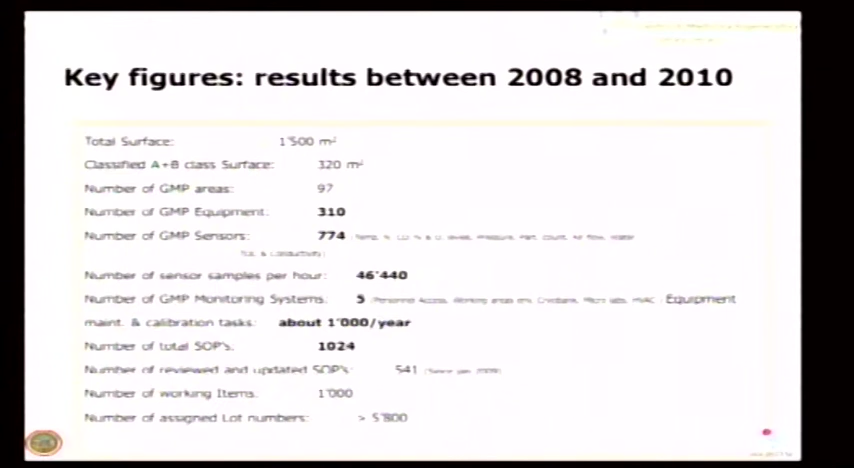 Key figures: results between 2008 and 2010
Total Surface: 1'500 m²
Classified A+B class Surface: 320 m²
Number of GMP areas: 97
Number of GMP Equipment: 310
Number of GMP Sensors: 774
Number of sensor samples per hour: 46'440
Number of GMP Monitoring Systems: 5 Equipment
maint. & calibration tasks: about 1'000/year
Number of total SOP's: 1024
Number of reviewed and updated SOP's: 541
Number of working Items: 1'000
Number of assigned Lot numbers: > 5'800